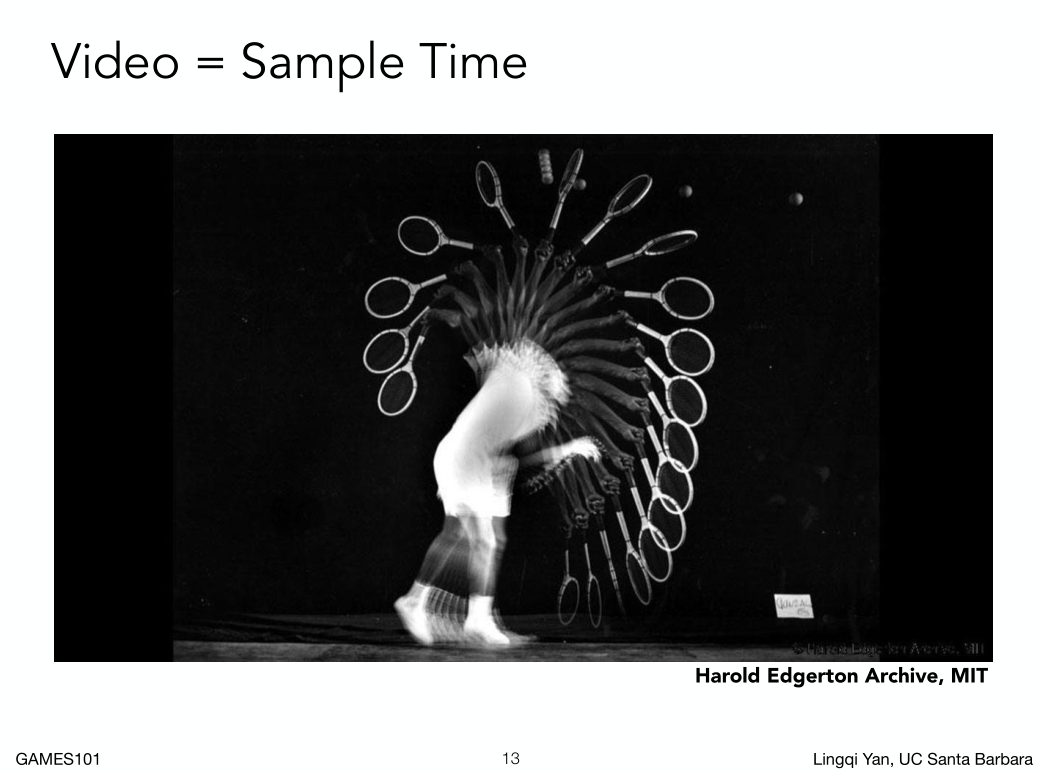 Video = Sample Time
© Harold Edgerton Archive, MIT
Harold Edgerton Archive, MIT
GAMES101
13
Lingqi Yan, UC Santa Barbara